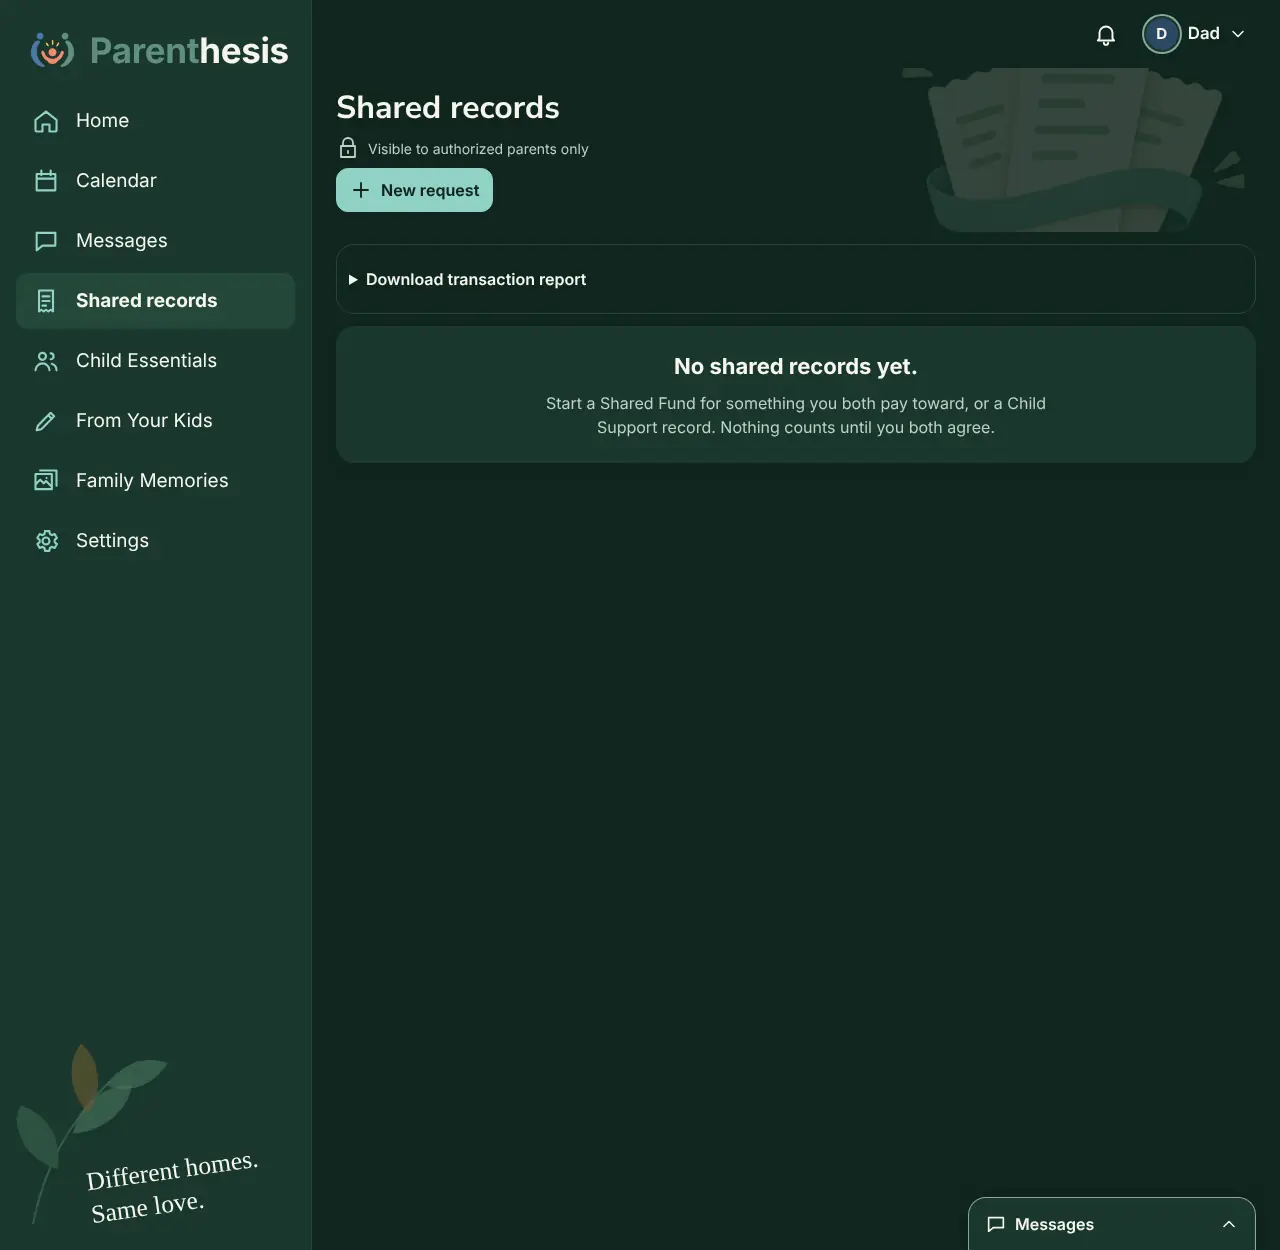 Parenthesis
Home
Calendar
Messages
Shared records
Child Essentials
From Your Kids
Family Memories
Settings
Different homes.
Same love.
D
Dad
Shared records
Visible to authorized parents only
New request
Download transaction report
No shared records yet.
Start a Shared Fund for something you both pay toward, or a Child
Support record. Nothing counts until you both agree.
Messages